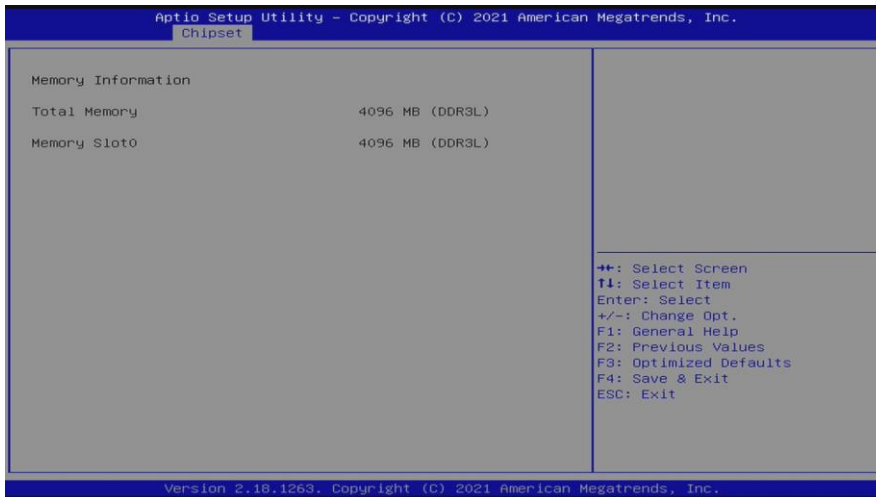 Aptio Setup Utility – Copyright (C) 2021 American Megatrends, Inc.
Chipset
Memory Information
Total Memory 4096 MB (DDR3L)
Memory Slot0 4096 MB (DDR3L)
→←: Select Screen
↑↓: Select Item
Enter: Select
+/-: Change Opt.
F1: General Help
F2: Previous Values
F3: Optimized Defaults
F4: Save & Exit
ESC: Exit
Version 2.18.1263. Copyright (C) 2021 American Megatrends, Inc.